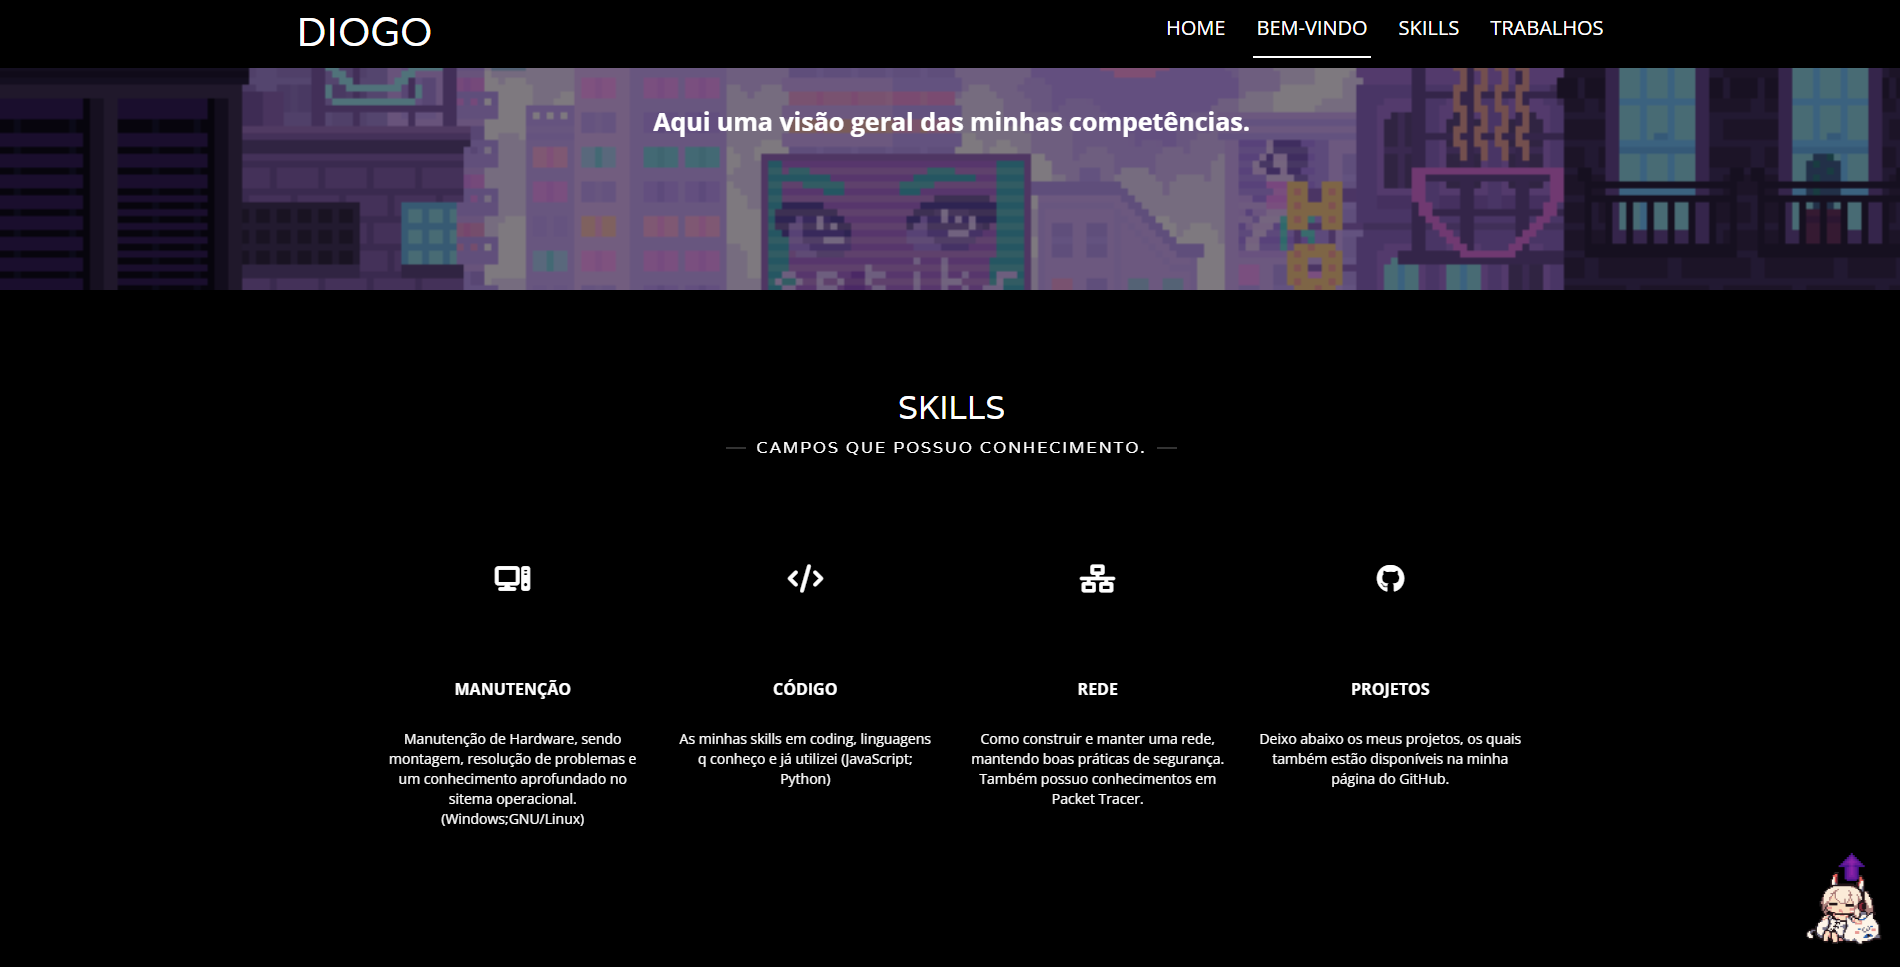 DIOGO
HOME BEM-VINDO SKILLS TRABALHOS
Aqui uma visão geral das minhas competências.
SKILLS
CAMPOS QUE POSSUO CONHECIMENTO.
MANUTENÇÃO
Manutenção de Hardware, sendo
montagem, resolução de problemas e
um conhecimento aprofundado no
sitema operacional.
(Windows;GNU/Linux)
CÓDIGO
As minhas skills em coding, linguagens
q conheço e já utilizei (JavaScript;
Python)
REDE
Como construir e manter uma rede,
mantendo boas práticas de segurança.
Também possuo conhecimentos em
Packet Tracer.
PROJETOS
Deixo abaixo os meus projetos, os quais
também estão disponíveis na minha
página do GitHub.